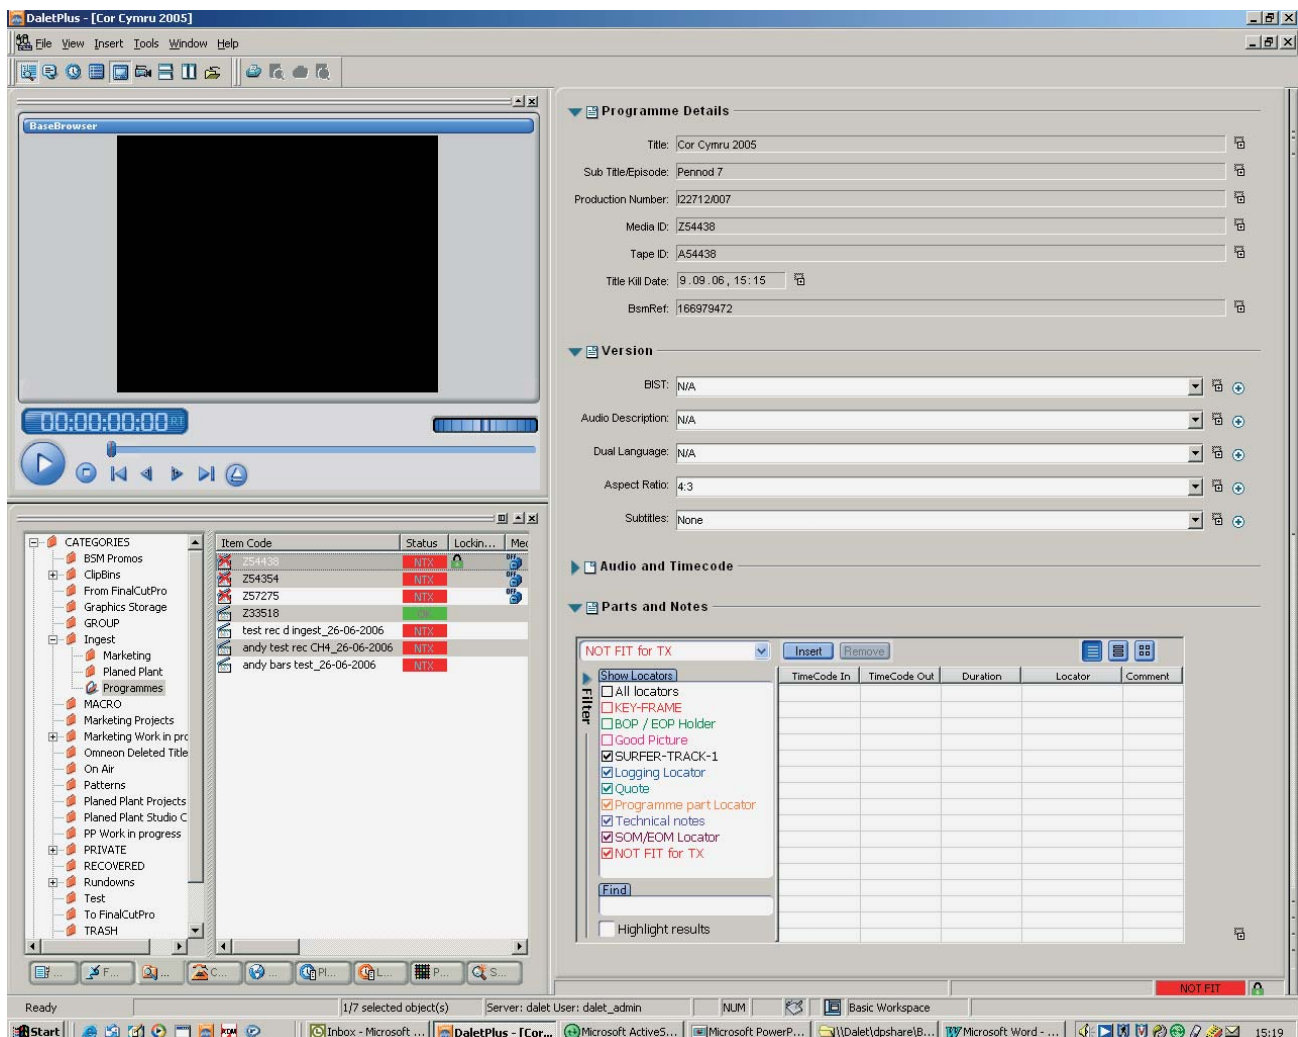 DaletPlus - [Cor Cymru 2005]
File View Insert Tools Window Help
BaseBrowser
00:00:00:00 RT
Programme Details
Title: Cor Cymru 2005
Sub Title/Episode: Pennod 7
Production Number: I22712/007
Media ID: Z54438
Tape ID: A54438
Title Kill Date: 9.09.06, 15:15
BsmRef: 166979472
Version
BIST: N/A
Audio Description: N/A
Dual Language: N/A
Aspect Ratio: 4:3
Subtitles: None
Audio and Timecode
Parts and Notes
NOT FIT for TX Insert Remove
Show Locators
Filter
All locators
KEY-FRAME
BOP / EOP Holder
Good Picture
SURFER-TRACK-1
Logging Locator
Quote
Programme part Locator
Technical notes
SOM/EOM Locator
NOT FIT for TX
Find
Highlight results
TimeCode In TimeCode Out Duration Locator Comment
CATEGORIES
BSM Promos
ClipBins
From FinalCutPro
Graphics Storage
GROUP
Ingest
Marketing
Planed Plant
Programmes
MACRO
Marketing Projects
Marketing Work in prc
Omneon Deleted Title
On Air
Patterns
Planed Plant Projects
Planed Plant Studio C
PP Work in progress
PRIVATE
RECOVERED
Rundowns
Test
To FinalCutPro
TRASH
Item Code Status Lockin... Mec
Z54438 NTX OFF
Z54354 NTX OFF
Z57275 NTX OFF
Z33518 OK
test rec d ingest_26-06-2006 NTX
andy test rec CH4_26-06-2006 NTX
andy bars test_26-06-2006 NTX
... F... ... C... ... Pl... L... P... S...
NOT FIT
Ready 1/7 selected object(s) Server: dalet User: dalet_admin NUM Basic Workspace
Start Inbox - Microsoft ... DaletPlus - [Cor... Microsoft ActiveS... Microsoft PowerP... \\Dalet\dpshare\B... Microsoft Word - ... 15:19